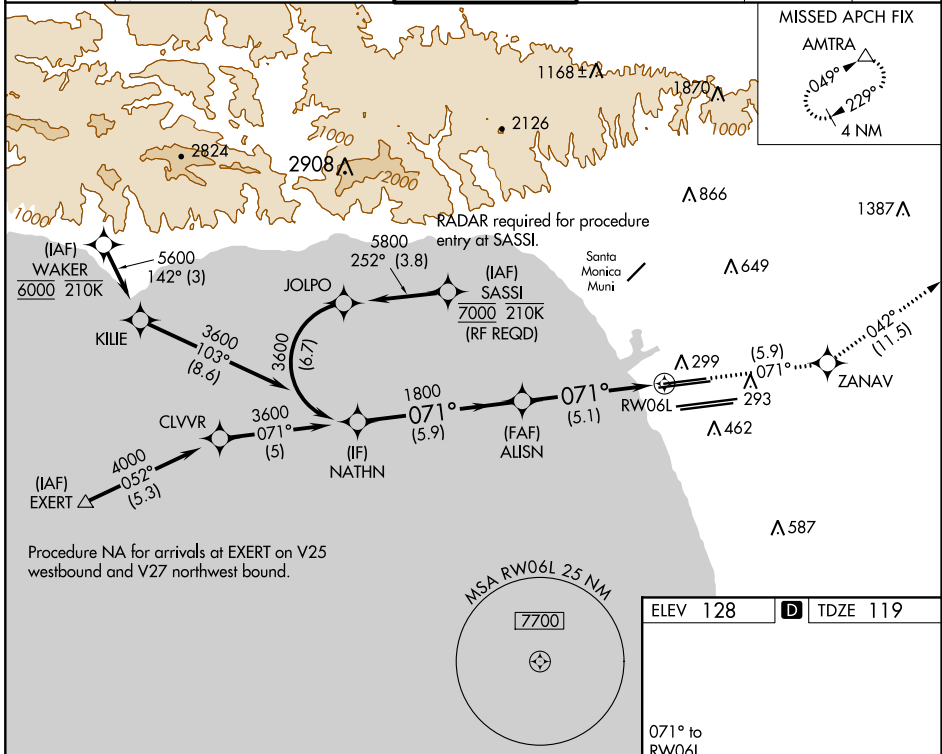 MISSED APCH FIX
AMTRA
049°
229°
4 NM
1168 ±
1870
1000
2126
1000
2824
2908
2000
1000
866
1387
RADAR required for procedure
entry at SASSI.
(IAF)
WAKER
6000 210K
5600
142° (3)
5800
252° (3.8)
JOLPO
(IAF)
SASSI
7000 210K
(RF REQD)
Santa
Monica
Muni
649
KILIE
3600
103°
(8.6)
3600
(6.7)
299
(5.9)
071°
042°
(11.5)
ZANAV
RW06L
293
462
CLVVR
3600
071°
(5)
1800
071°
(5.9)
071°
(5.1)
(IF)
NATHN
(FAF)
ALISN
(IAF)
EXERT
4000
052°
(5.3)
587
Procedure NA for arrivals at EXERT on V25
westbound and V27 northwest bound.
MSA RW06L 25 NM
7700
ELEV 128 D TDZE 119
071° to
RW06L